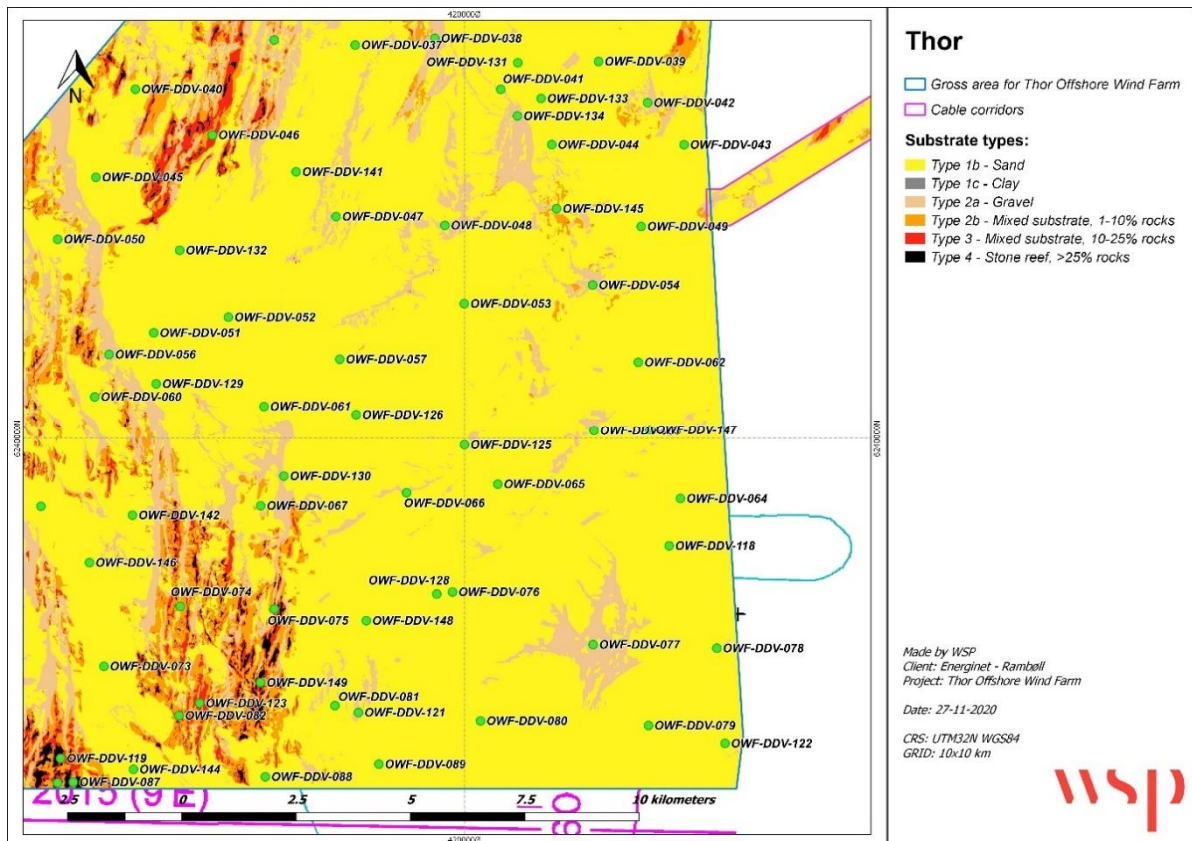 420000Ø
N
OWF-DDV-037
OWF-DDV-038
OWF-DDV-131
OWF-DDV-039
OWF-DDV-041
OWF-DDV-040
OWF-DDV-133
OWF-DDV-042
OWF-DDV-134
OWF-DDV-046
OWF-DDV-044
OWF-DDV-043
OWF-DDV-141
OWF-DDV-045
OWF-DDV-145
OWF-DDV-047
OWF-DDV-048
OWF-DDV-049
OWF-DDV-050
OWF-DDV-132
OWF-DDV-054
OWF-DDV-053
OWF-DDV-052
OWF-DDV-051
OWF-DDV-056
OWF-DDV-057
OWF-DDV-062
OWF-DDV-129
OWF-DDV-060
OWF-DDV-061
OWF-DDV-126
OWF-DDV-147
6240000N
6240000N
OWF-DDV-125
OWF-DDV-130
OWF-DDV-065
OWF-DDV-066
OWF-DDV-064
OWF-DDV-067
OWF-DDV-142
OWF-DDV-118
OWF-DDV-146
OWF-DDV-128
OWF-DDV-074
OWF-DDV-076
OWF-DDV-075
OWF-DDV-148
OWF-DDV-077
OWF-DDV-078
OWF-DDV-073
OWF-DDV-149
OWF-DDV-081
OWF-DDV-123
OWF-DDV-121
OWF-DDV-082
OWF-DDV-080
OWF-DDV-079
OWF-DDV-122
OWF-DDV-119
OWF-DDV-144
OWF-DDV-089
OWF-DDV-087
OWF-DDV-088
2015 (9 E)
2.5 0 2.5 5 7.5 10 kilometers
420000Ø
Thor
Gross area for Thor Offshore Wind Farm
Cable corridors
Substrate types:
Type 1b - Sand
Type 1c - Clay
Type 2a - Gravel
Type 2b - Mixed substrate, 1-10% rocks
Type 3 - Mixed substrate, 10-25% rocks
Type 4 - Stone reef, >25% rocks
Made by WSP
Client: Energinet - Rambøll
Project: Thor Offshore Wind Farm
Date: 27-11-2020
CRS: UTM32N WGS84
GRID: 10x10 km
wsp